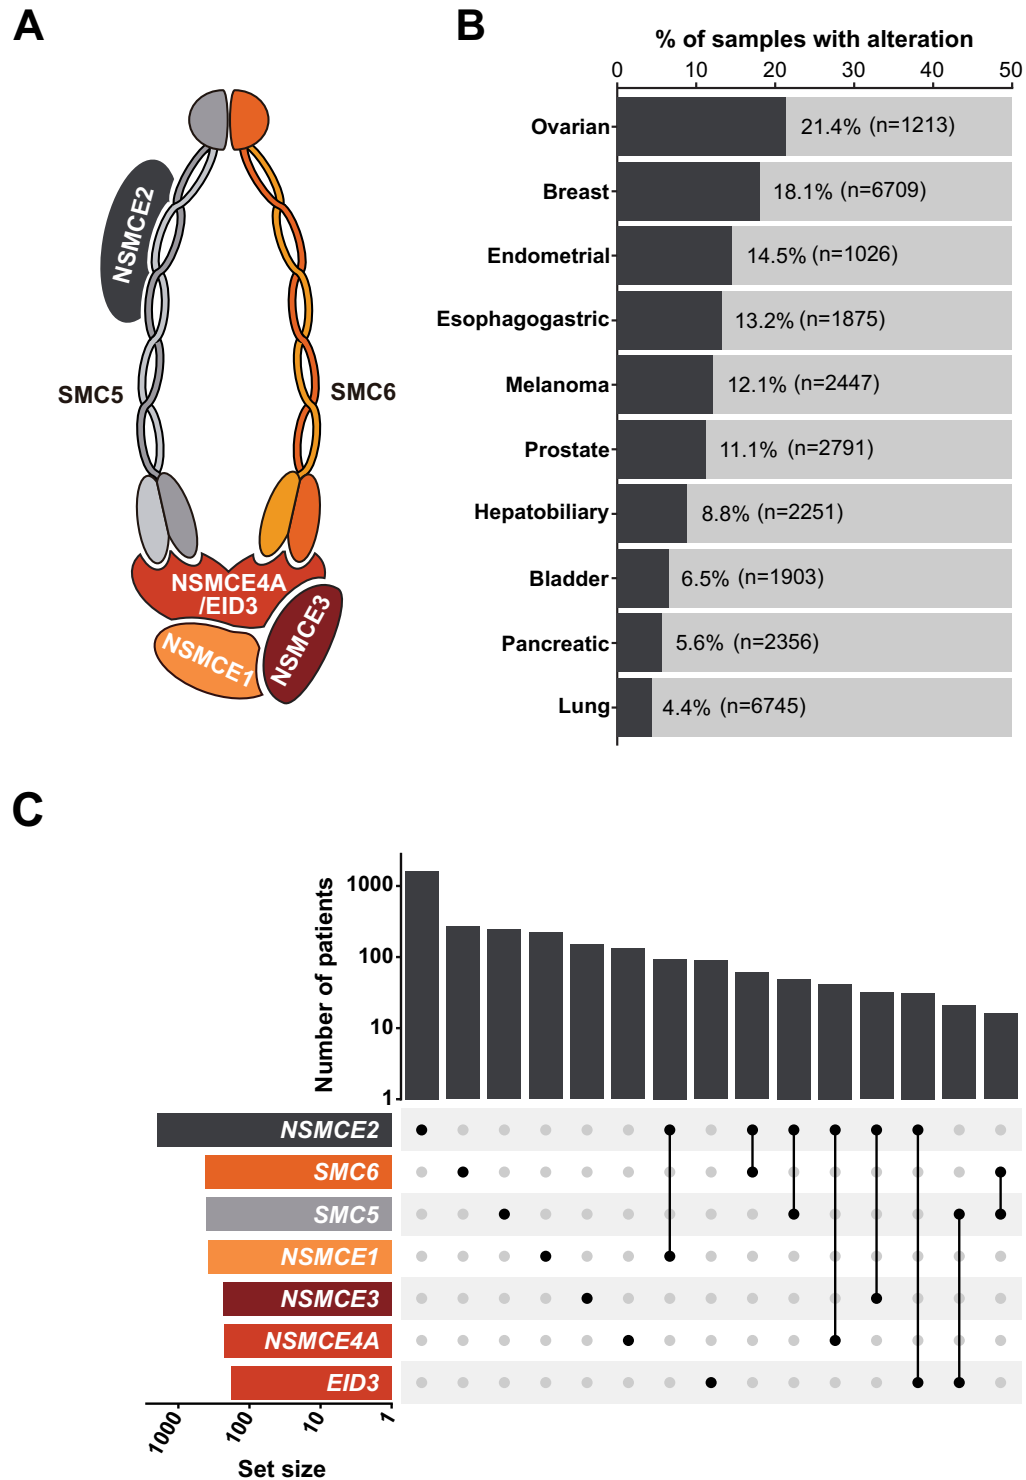 A
NSMCE2
SMC5
SMC6
NSMCE4A
/EID3
NSMCE1
NSMCE3
B
% of samples with alteration
0 10 20 30 40 50
Ovarian 21.4% (n=1213)
Breast 18.1% (n=6709)
Endometrial 14.5% (n=1026)
Esophagogastric 13.2% (n=1875)
Melanoma 12.1% (n=2447)
Prostate 11.1% (n=2791)
Hepatobiliary 8.8% (n=2251)
Bladder 6.5% (n=1903)
Pancreatic 5.6% (n=2356)
Lung 4.4% (n=6745)
C
Number of patients
1000
100
10
1
NSMCE2
SMC6
SMC5
NSMCE1
NSMCE3
NSMCE4A
EID3
1000 100 10 1
Set size